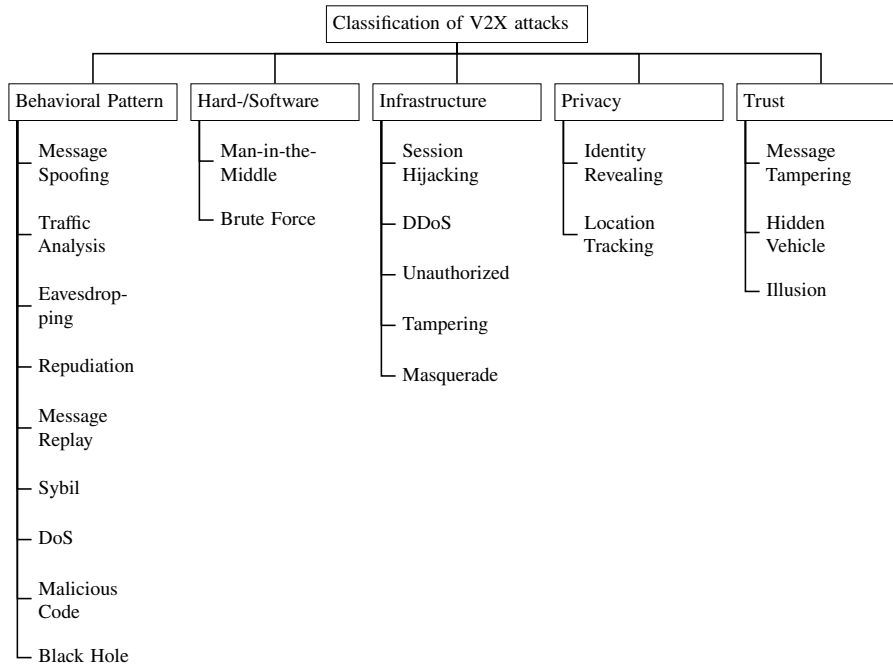 Classification of V2X attacks
Behavioral Pattern
Message
Spoofing
Traffic
Analysis
Eavesdrop-
ping
Repudiation
Message
Replay
Sybil
DoS
Malicious
Code
Black Hole
Hard-/Software
Man-in-the-
Middle
Brute Force
Infrastructure
Session
Hijacking
DDoS
Unauthorized
Tampering
Masquerade
Privacy
Identity
Revealing
Location
Tracking
Trust
Message
Tampering
Hidden
Vehicle
Illusion